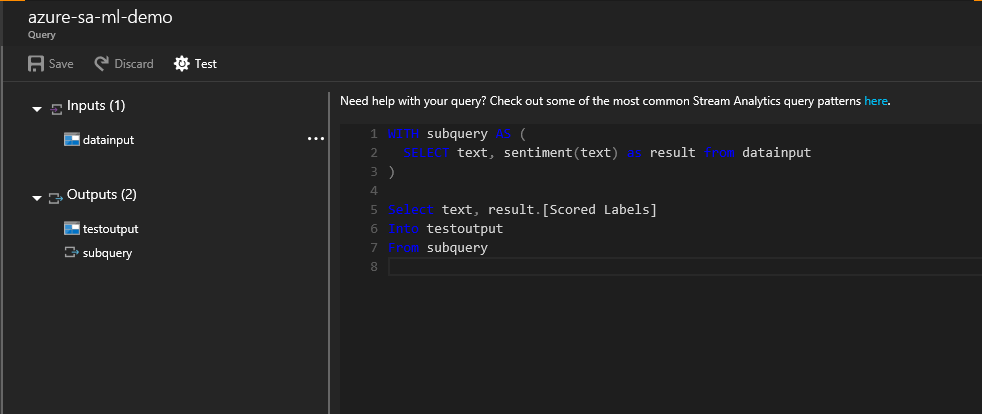 azure-sa-ml-demo
Query
Save Discard Test
Inputs (1)
datainput
Outputs (2)
testoutput
subquery
Need help with your query? Check out some of the most common Stream Analytics query patterns here.
1 WITH subquery AS (
2 SELECT text, sentiment(text) as result from datainput
3 )
4
5 Select text, result.[Scored Labels]
6 Into testoutput
7 From subquery
8